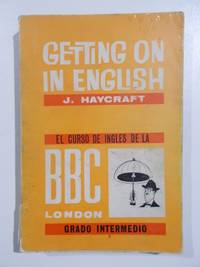 GETTING ON
IN ENGLISH
J. HAYCRAFT
EL CURSO DE INGLES DE LA
BBC
LONDON
GRADO INTERMEDIO